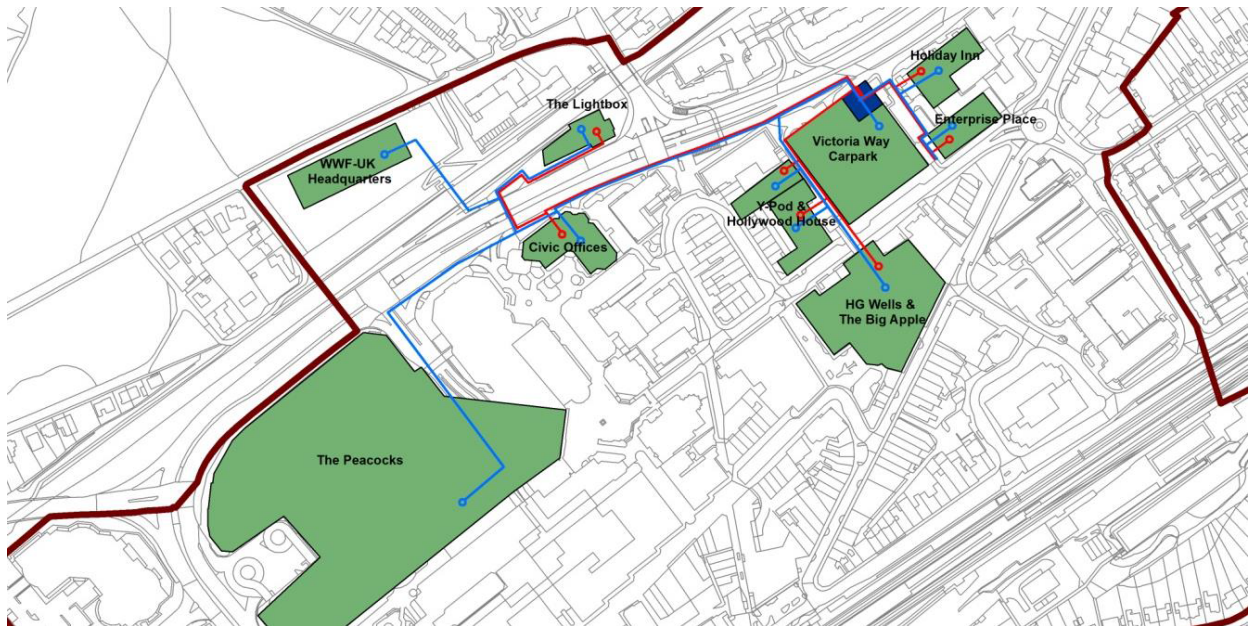 Holiday Inn
The Lightbox
Enterprise Place
Victoria Way
Carpark
WWF-UK
Headquarters
Y-Pod &
Hollywood House
Civic Offices
HG Wells &
The Big Apple
The Peacocks